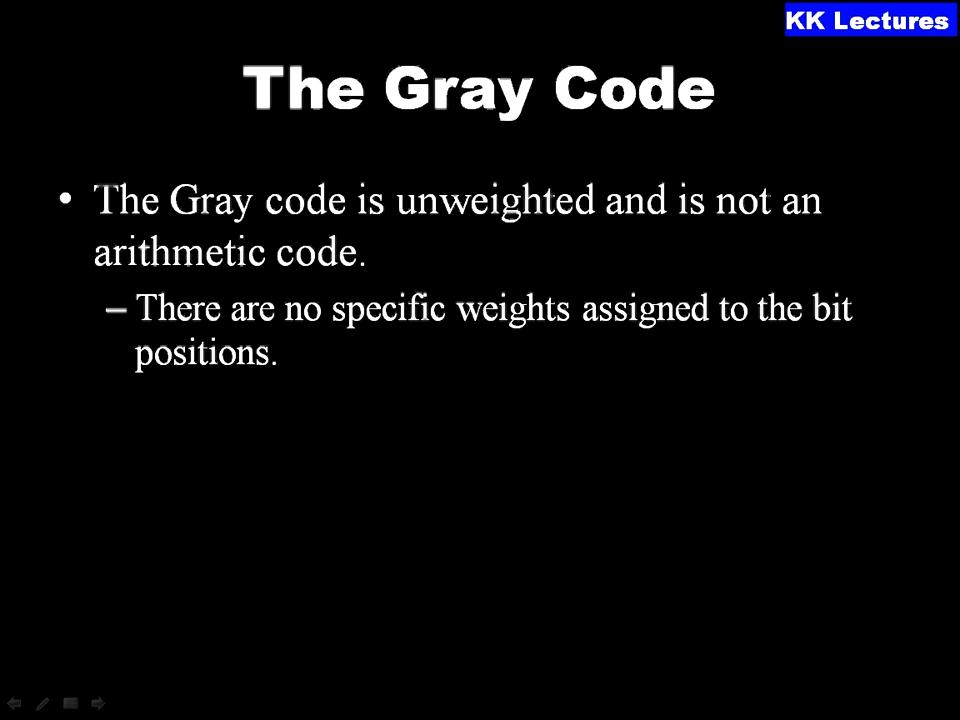 KK Lectures
The Gray Code
• The Gray code is unweighted and is not an
arithmetic code.
– There are no specific weights assigned to the bit
positions.